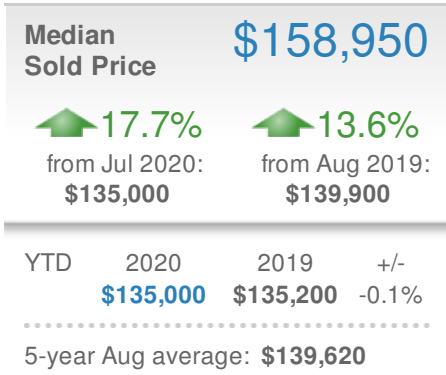 Median $158,950
Sold Price
17.7% 13.6%
from Jul 2020: from Aug 2019:
$135,000 $139,900
YTD 2020 2019 +/-
$135,000 $135,200 -0.1%
5-year Aug average: $139,620